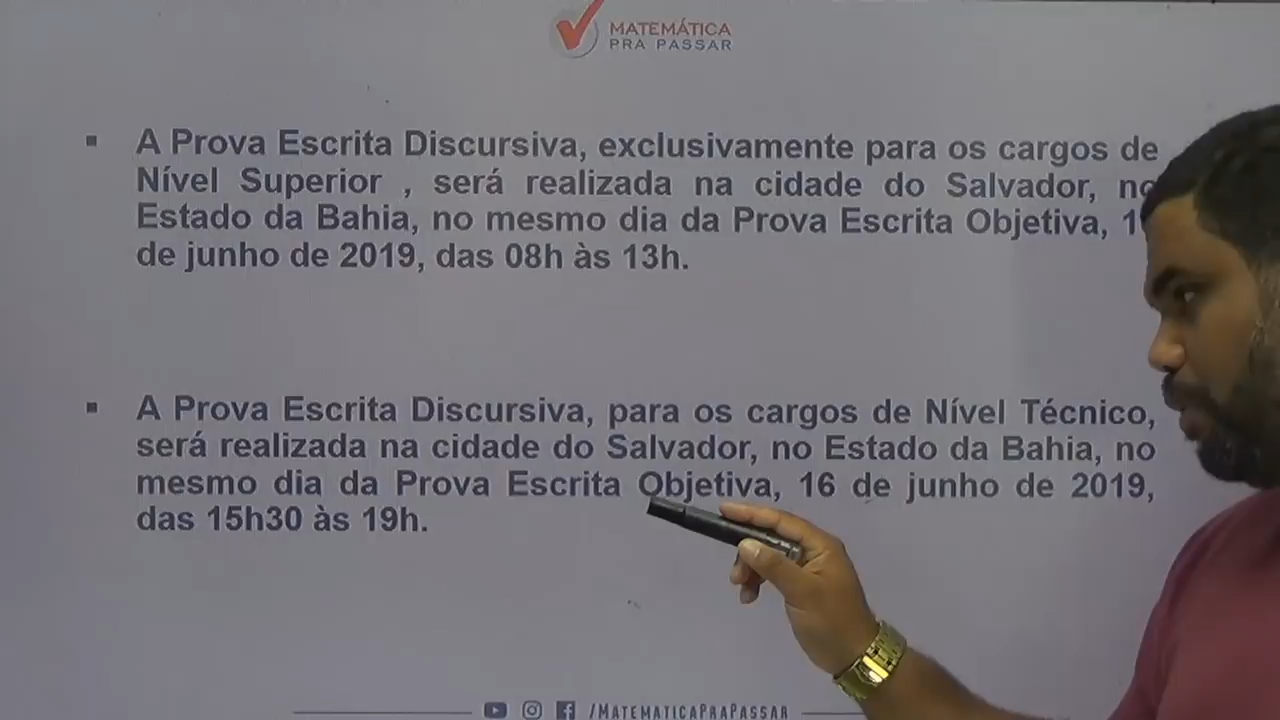 MATEMÁTICA
PRA PASSAR
A Prova Escrita Discursiva, exclusivamente para os cargos de
Nível Superior , será realizada na cidade do Salvador, no
Estado da Bahia, no mesmo dia da Prova Escrita Objetiva,
de junho de 2019, das 08h às 13h.
A Prova Escrita Discursiva, para os cargos de Nível Técnico,
será realizada na cidade do Salvador, no Estado da Bahia, no
mesmo dia da Prova Escrita Objetiva, 16 de junho de 2019,
das 15h30 às 19h.
/MATEMATICAPRAPASSAR